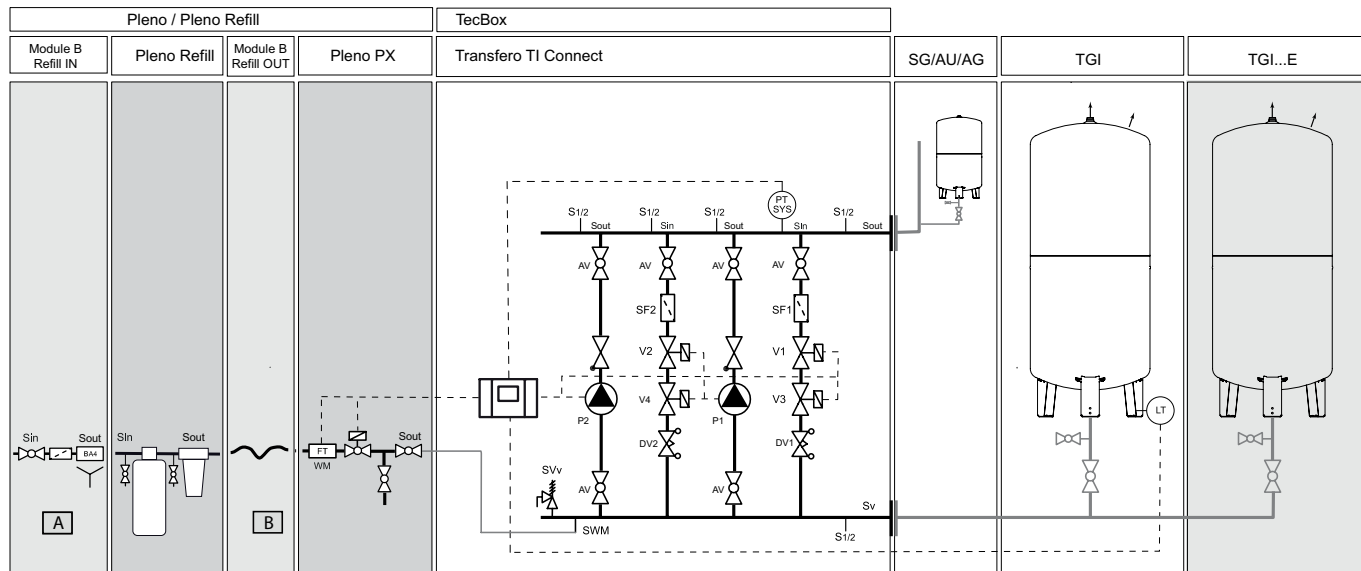 Pleno / Pleno Refill
TecBox
Module B
Refill IN
Pleno Refill
Module B
Refill OUT
Pleno PX
Transfero TI Connect
SG/AU/AG
TGI
TGI...E
PT
SYS
S1/2
S1/2
S1/2
S1/2
Sout
Sin
Sout
SIn
Sout
AV
AV
AV
AV
SF2
SF1
V2
V1
P2
V4
P1
V3
LT
DV2
DV1
Sin
Sout
BA4
SIn
Sout
FT
WM
Sout
SVv
AV
AV
Sv
A
B
SWM
S1/2